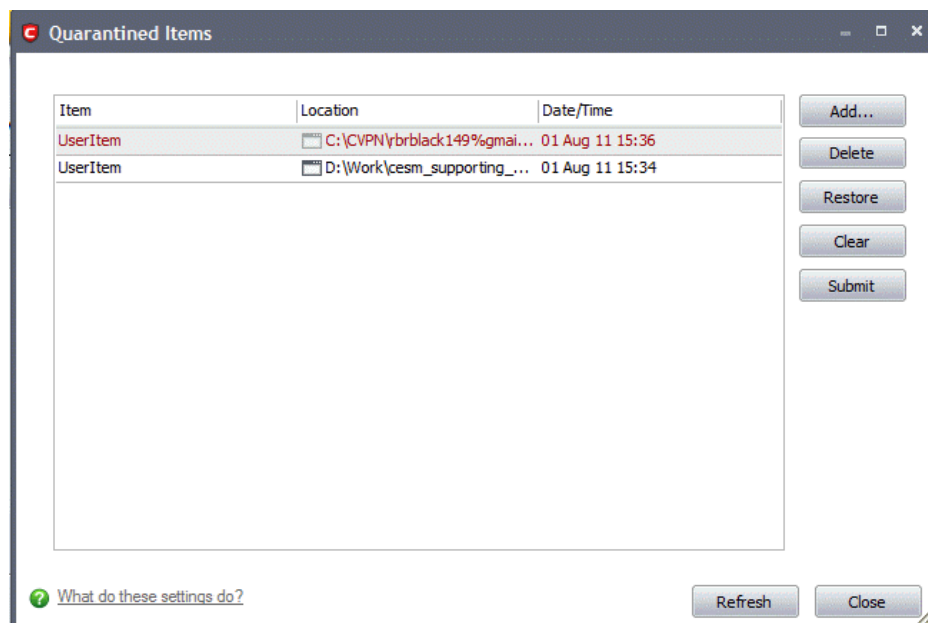 Quarantined Items
Item Location Date/Time
UserItem C:\CVPN\rbrblack149%gmai... 01 Aug 11 15:36
UserItem D:\Work\cesm_supporting_... 01 Aug 11 15:34
Add...
Delete
Restore
Clear
Submit
What do these settings do?
Refresh Close